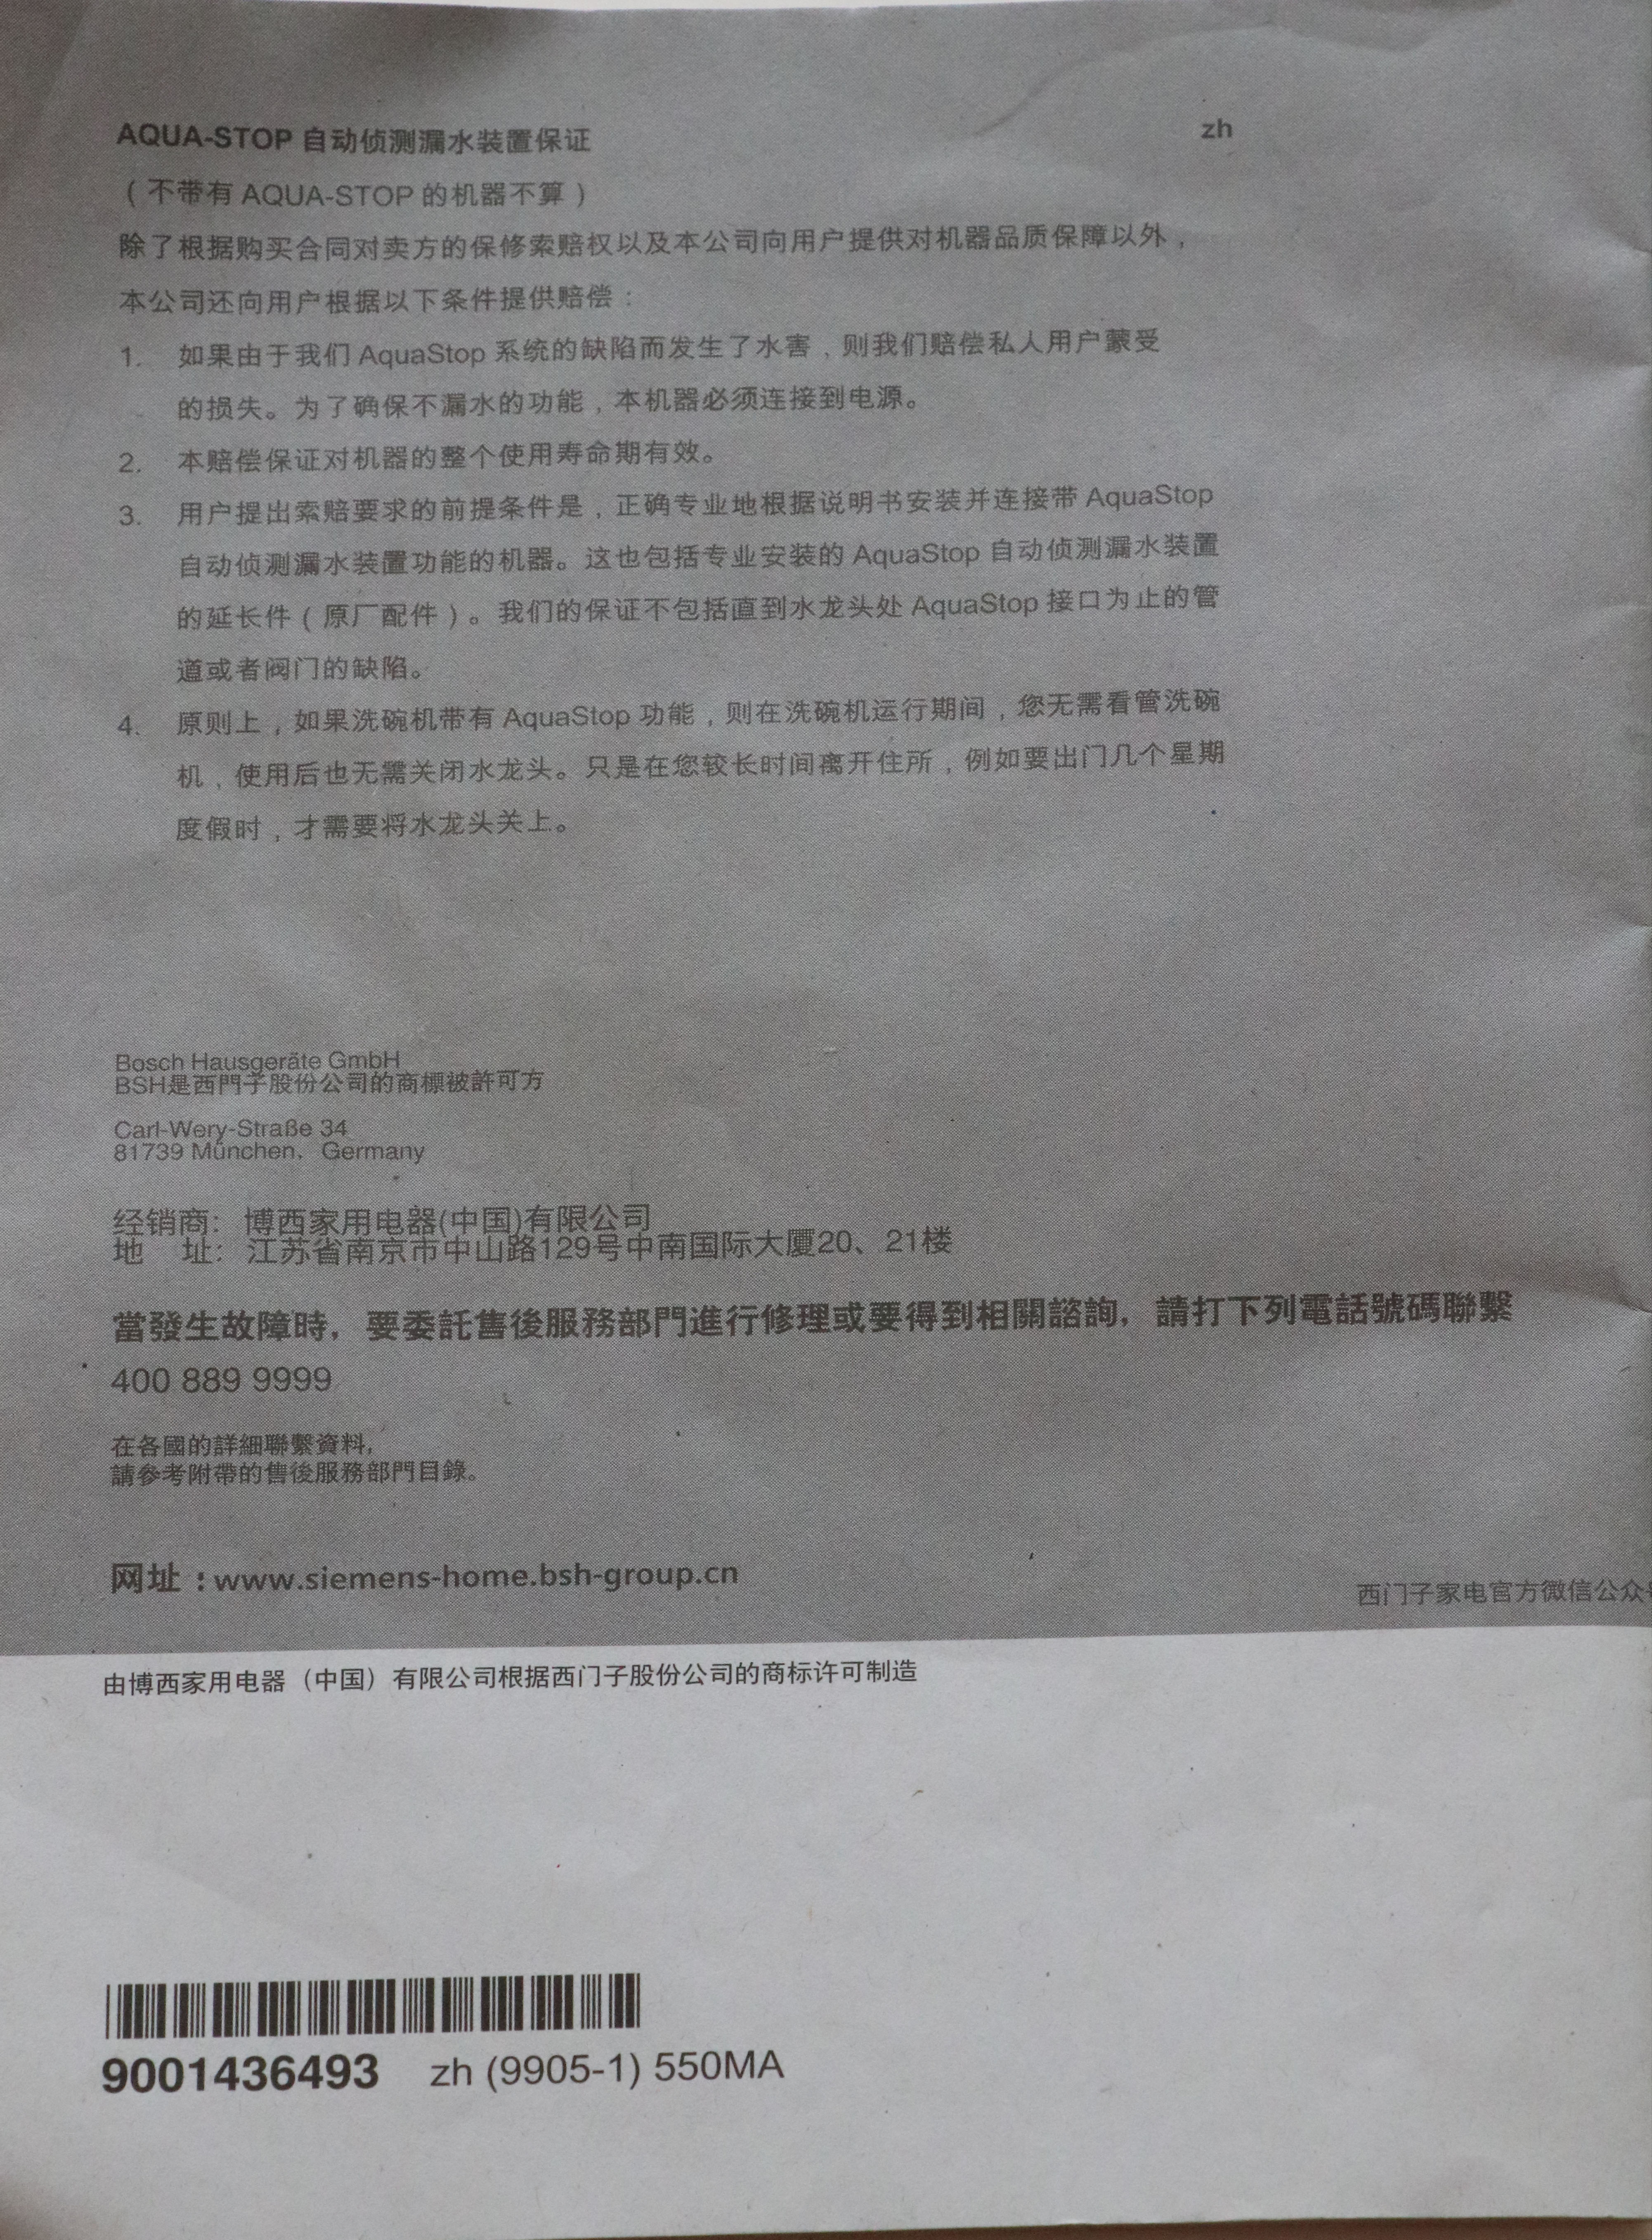 AQUA-STOP 自动侦测漏水装置保证
zh
（不带有 AQUA-STOP 的机器不算）
除了根据购买合同对卖方的保修索赔权以及本公司向用户提供对机器品质保障以外，
本公司还向用户根据以下条件提供赔偿：
1. 如果由于我们 AquaStop 系统的缺陷而发生了水害，则我们赔偿私人用户蒙受
的损失。为了确保不漏水的功能，本机器必须连接到电源。
2. 本赔偿保证对机器的整个使用寿命期有效。
3. 用户提出索赔要求的前提条件是，正确专业地根据说明书安装并连接带 AquaStop
自动侦测漏水装置功能的机器。这也包括专业安装的 AquaStop 自动侦测漏水装置
的延长件（原厂配件）。我们的保证不包括直到水龙头处 AquaStop 接口为止的管
道或者阀门的缺陷。
4. 原则上，如果洗碗机带有 AquaStop 功能，则在洗碗机运行期间，您无需看管洗碗
机，使用后也无需关闭水龙头。只是在您较长时间离开住所，例如要出门几个星期
度假时，才需要将水龙头关上。
Bosch Hausgeräte GmbH
BSH是西門子股份公司的商標被許可方
Carl-Wery-Straße 34
81739 München, Germany
经销商：博西家用电器(中国)有限公司
地 址：江苏省南京市中山路129号中南国际大厦20、21楼
當發生故障時，要委託售後服務部門進行修理或要得到相關諮詢，請打下列電話號碼聯繫
400 889 9999
在各國的詳細聯繫資料，
請參考附帶的售後服務部門目錄。
网址：www.siemens-home.bsh-group.cn
西门子家电官方微信公众
由博西家用电器（中国）有限公司根据西门子股份公司的商标许可制造
9001436493 zh (9905-1) 550MA